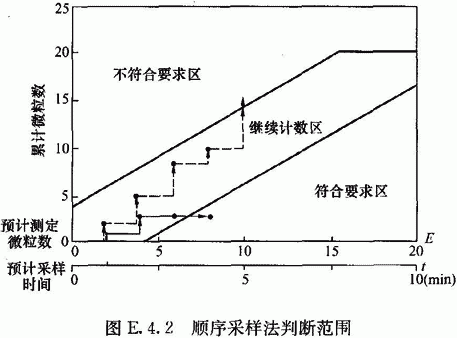 累计微粒数
20
15
10
5
0
不符合要求区
继续计数区
符合要求区
预计测定
微粒数
5
10
15
20
E
预计采样
时间
0
5
10(min)
t
图 E.4.2 顺序采样法判断范围